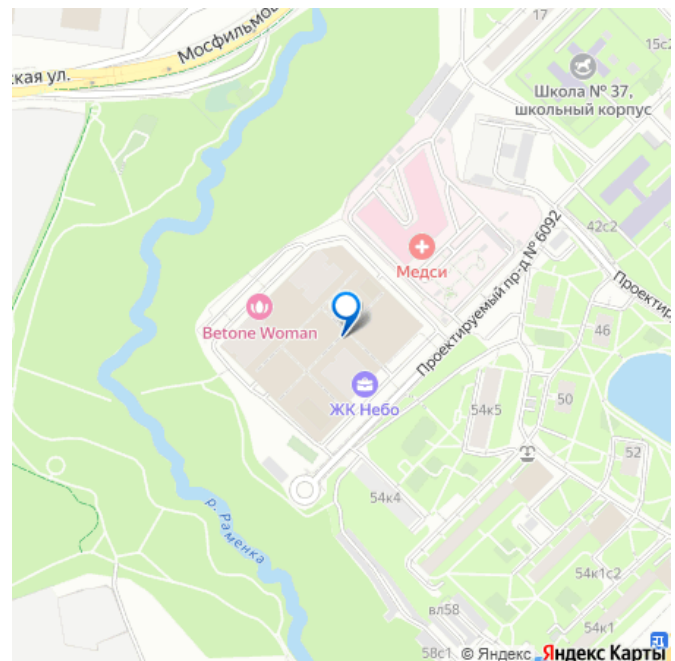 17
Мосфильмов
ская ул.
15с2
Школа № 37,
школьный корпус
42с2
Медси
Проектируемый пр-д № 6092
Проектир
Betone Woman
46
ЖК Небо
50
54к5
52
54к4
р. Раменка
54к1с2
вл58
54к1
58с1
© Яндекс Яндекс Карты